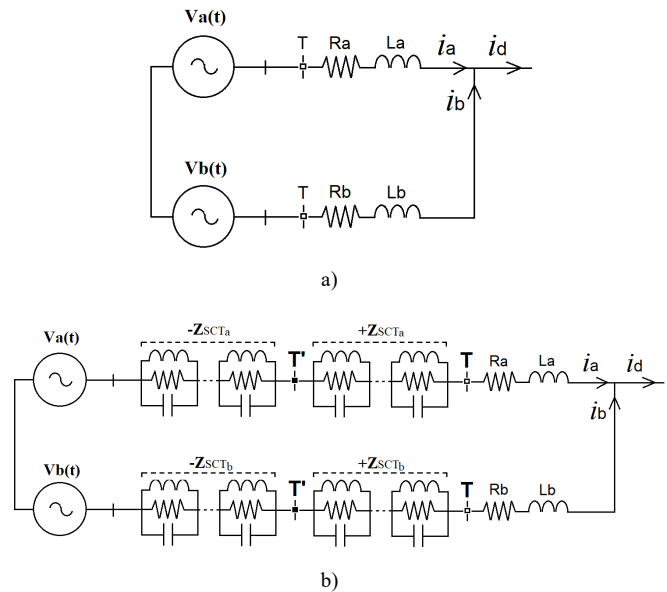 Va(t)
T Ra La ia id
ib
Vb(t)
T Rb Lb
a)
-ZSCTa +ZSCTa
Va(t) T' T Ra La ia id
ib
-ZSCTb +ZSCTb
Vb(t) T' T Rb Lb
b)